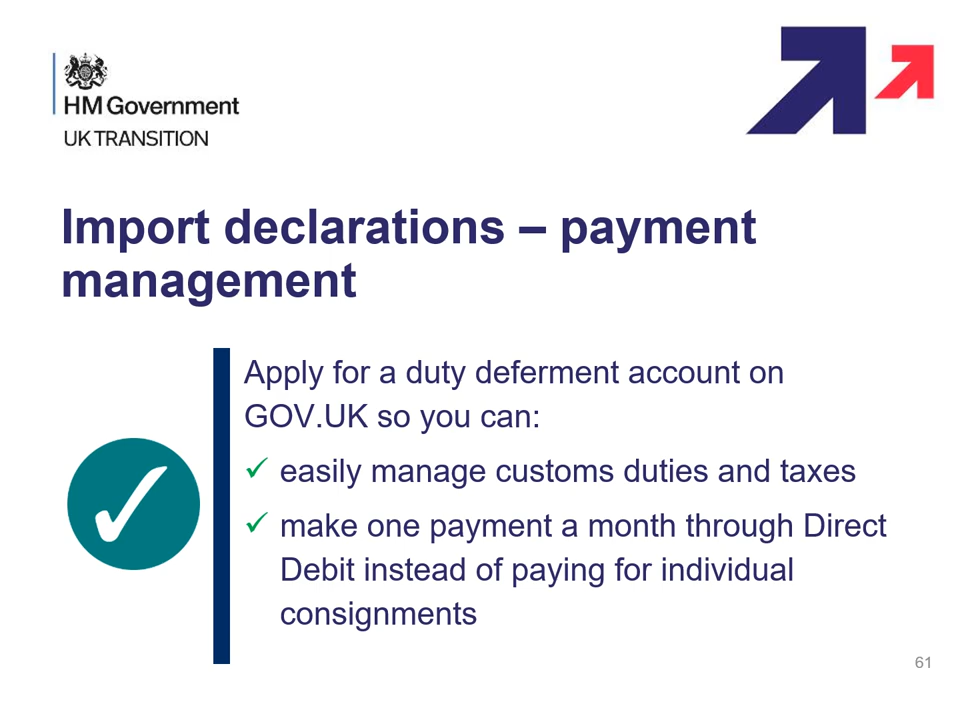 HM Government
UK TRANSITION
Import declarations – payment
management
Apply for a duty deferment account on
GOV.UK so you can:
✓ easily manage customs duties and taxes
✓ make one payment a month through Direct
Debit instead of paying for individual
consignments
61